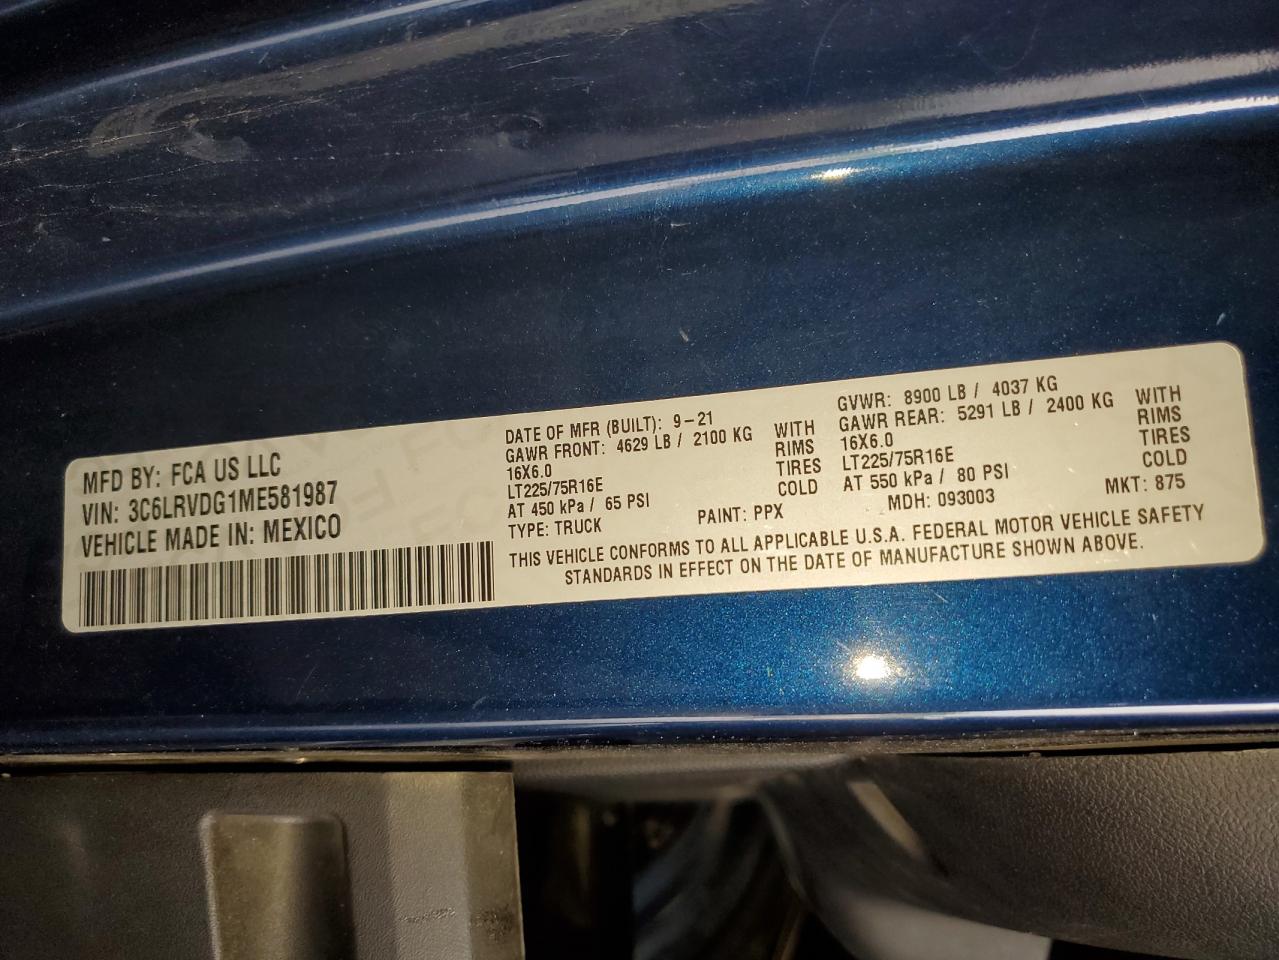 MFD BY: FCA US LLC
VIN: 3C6LRVDG1ME581987
VEHICLE MADE IN: MEXICO
DATE OF MFR (BUILT): 9-21
GAWR FRONT: 4629 LB / 2100 KG WITH
16X6.0 RIMS
LT225/75R16E TIRES
AT 450 kPa / 65 PSI COLD
TYPE: TRUCK PAINT: PPX
GVWR: 8900 LB / 4037 KG
GAWR REAR: 5291 LB / 2400 KG WITH
16X6.0 RIMS
LT225/75R16E TIRES
AT 550 kPa / 80 PSI COLD
MDH: 093003 MKT: 875
THIS VEHICLE CONFORMS TO ALL APPLICABLE U.S.A. FEDERAL MOTOR VEHICLE SAFETY
STANDARDS IN EFFECT ON THE DATE OF MANUFACTURE SHOWN ABOVE.